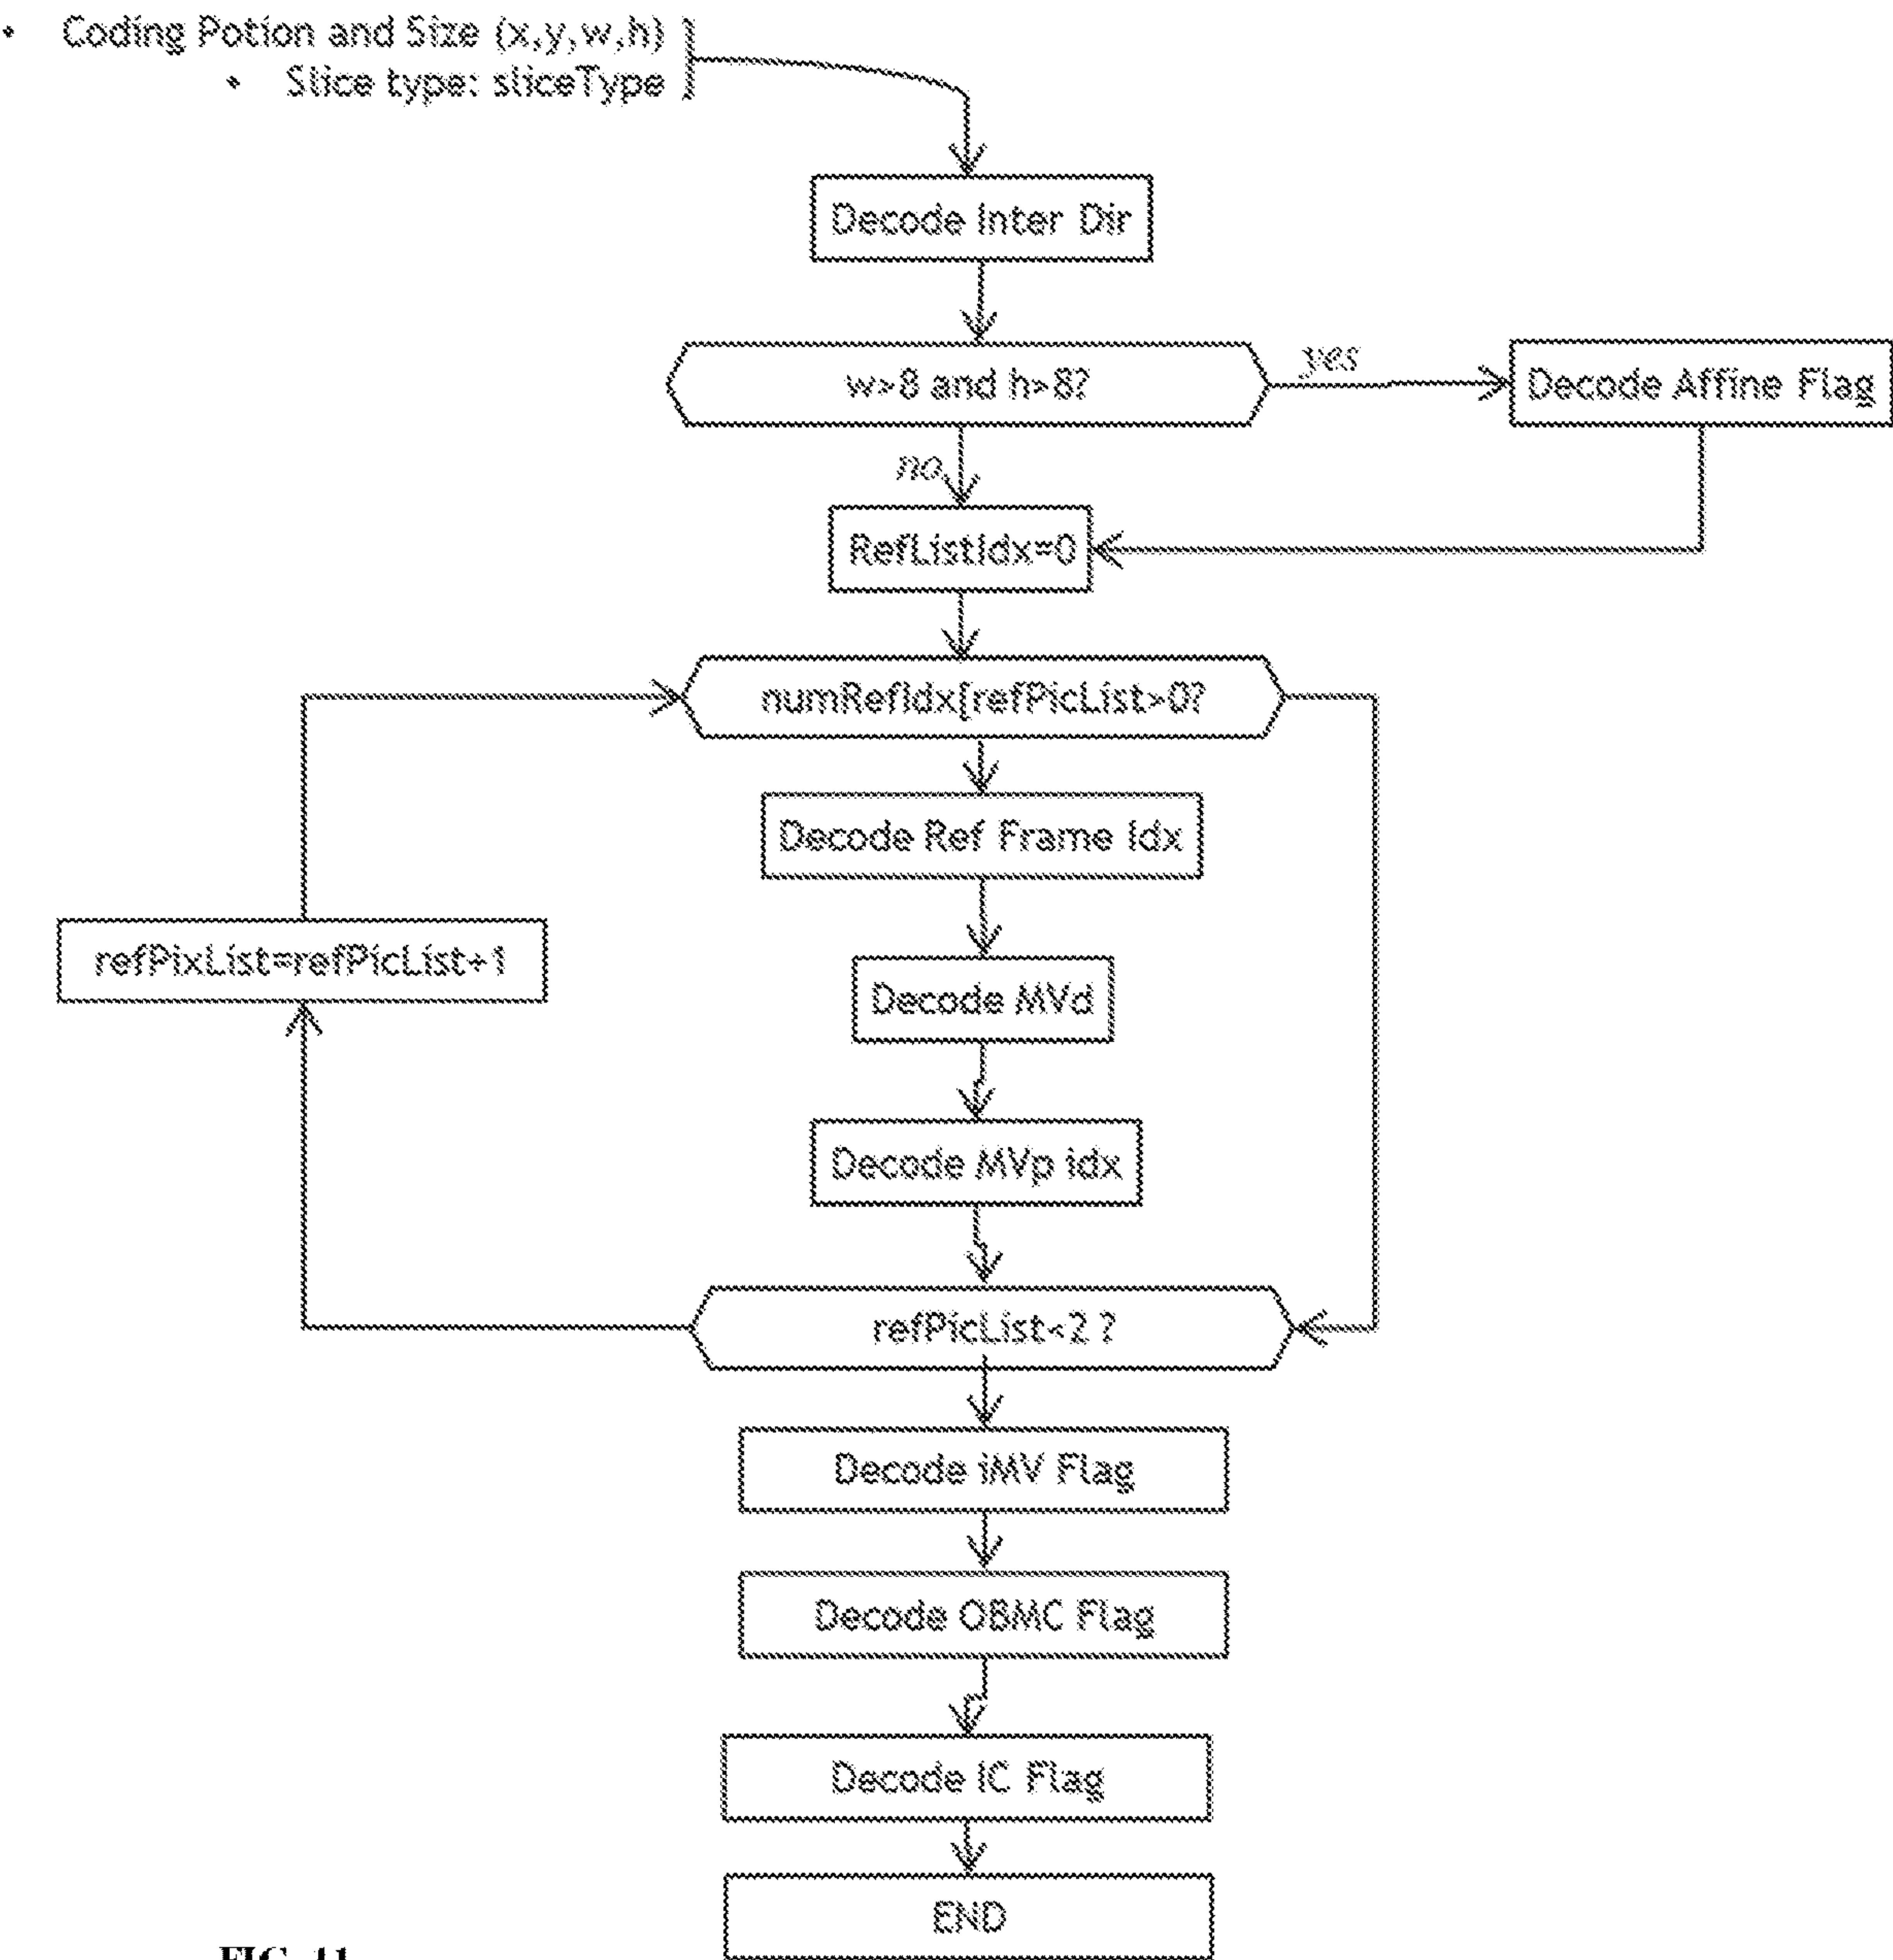 • Coding Potion and Size (x,y,w,h)
• Slice type: sliceType
Decode Inter Dir
w>8 and h>8?
yes
Decode Affine Flag
no
RefListIdx=0
numRefIdx[refPicList>0?
Decode Ref Frame Idx
refPixList=refPicList+1
Decode MVd
Decode MVp idx
refPicList<2 ?
Decode iMV Flag
Decode OBMC Flag
Decode IC Flag
END
FIG. 11